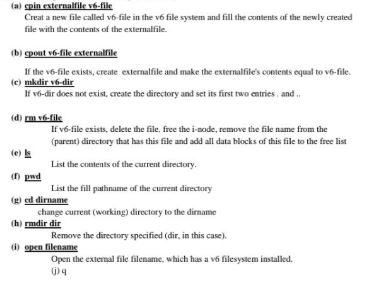 (a) cpin externalfile v6-file
Creat a new file called v6-file in the v6 file system and fill the contents of the newly created
file with the contents of the externalfile.
(b) cpout v6-file externalfile
If the v6-file exists, create externalfile and make the externalfile's contents equal to v6-file.
(c) mkdir v6-dir
If v6-dir does not exist, create the directory and set its first two entries . and ..
(d) rm v6-file
If v6-file exists, delete the file, free the i-node, remove the file name from the
(parent) directory that has this file and add all data blocks of this file to the free list
(e) ls
List the contents of the current directory.
(f) pwd
List the fill pathname of the current directory
(g) cd dirname
change current (working) directory to the dirname
(h) rmdir dir
Remove the directory specified (dir, in this case).
(i) open filename
Open the external file filename, which has a v6 filesystem installed.
(j) q